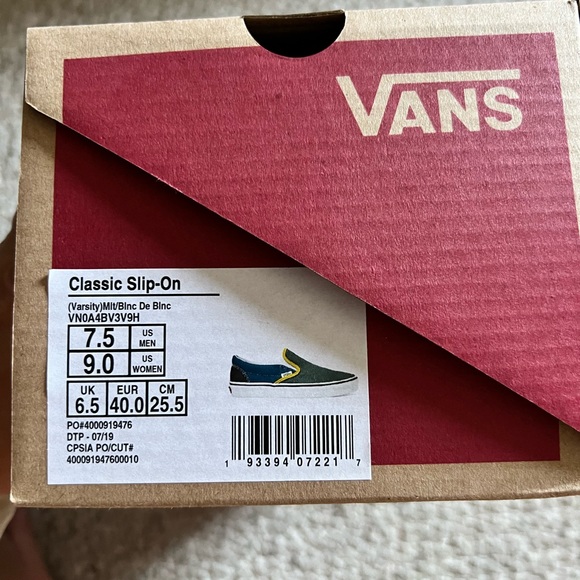 VANS
Classic Slip-On
(Varsity)Mlt/Blnc De Blnc
VN0A4BV3V9H
7.5 US MEN
9.0 US WOMEN
UK EUR CM
6.5 40.0 25.5
PO#4000919476
DTP - 07/19
CPSIA PO/CUT#
400091947600010
1 93394 07221 7